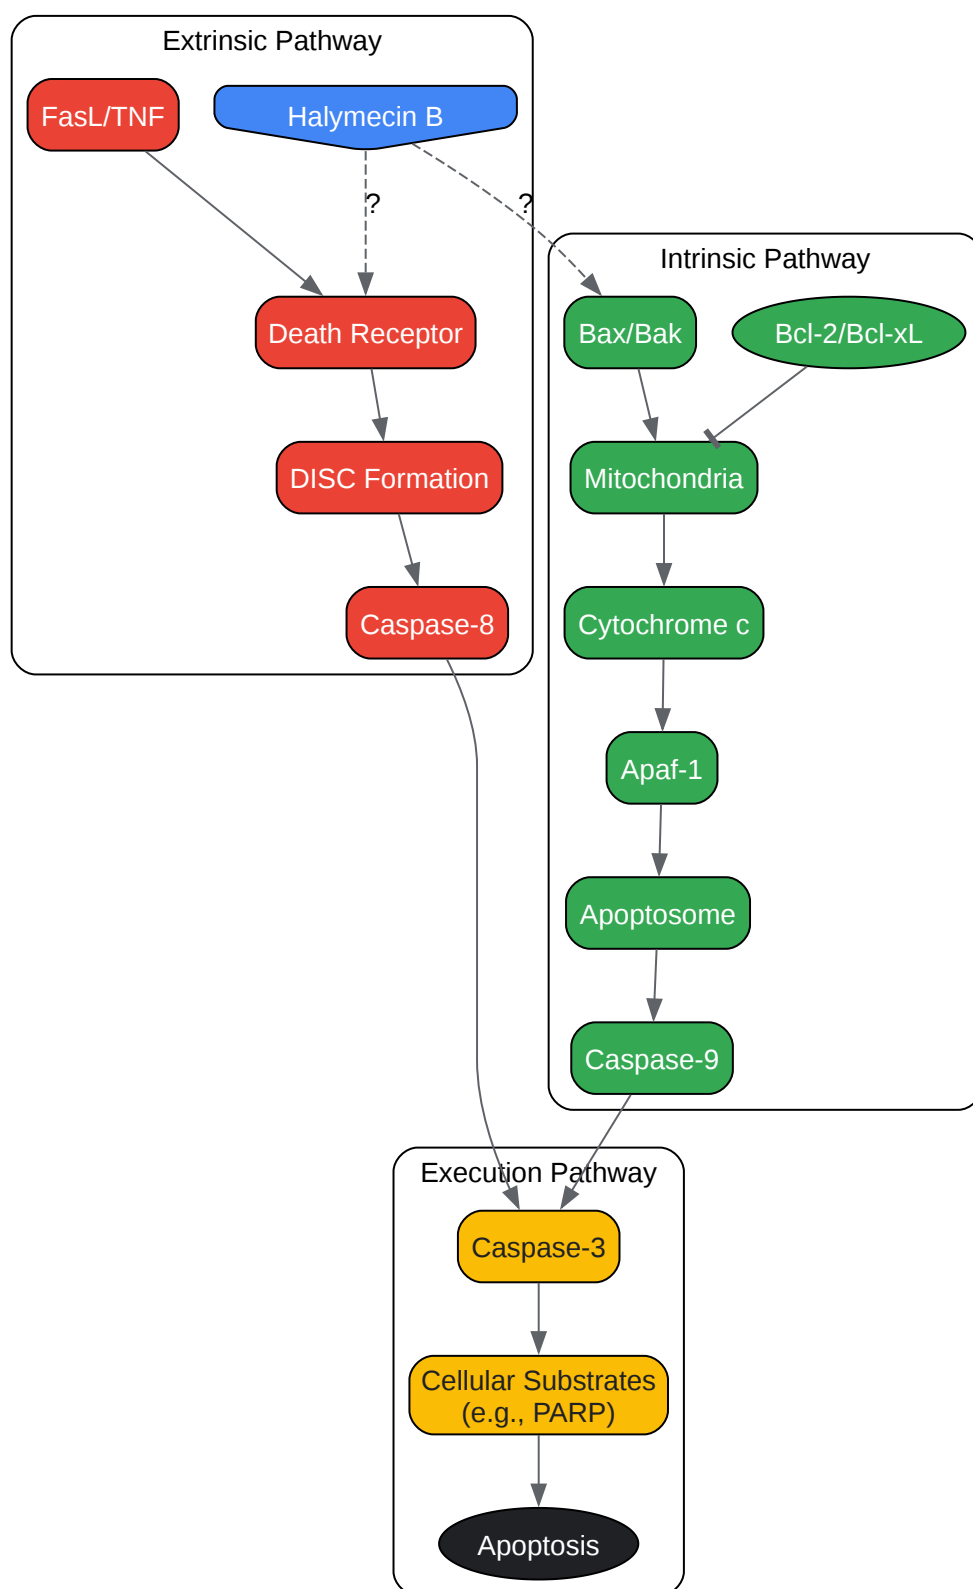 Extrinsic Pathway
FasL/TNF
Halymecin B
?
?
Intrinsic Pathway
Death Receptor
Bax/Bak
Bcl-2/Bcl-xL
DISC Formation
Mitochondria
Caspase-8
Cytochrome c
Apaf-1
Apoptosome
Caspase-9
Execution Pathway
Caspase-3
Cellular Substrates
(e.g., PARP)
Apoptosis